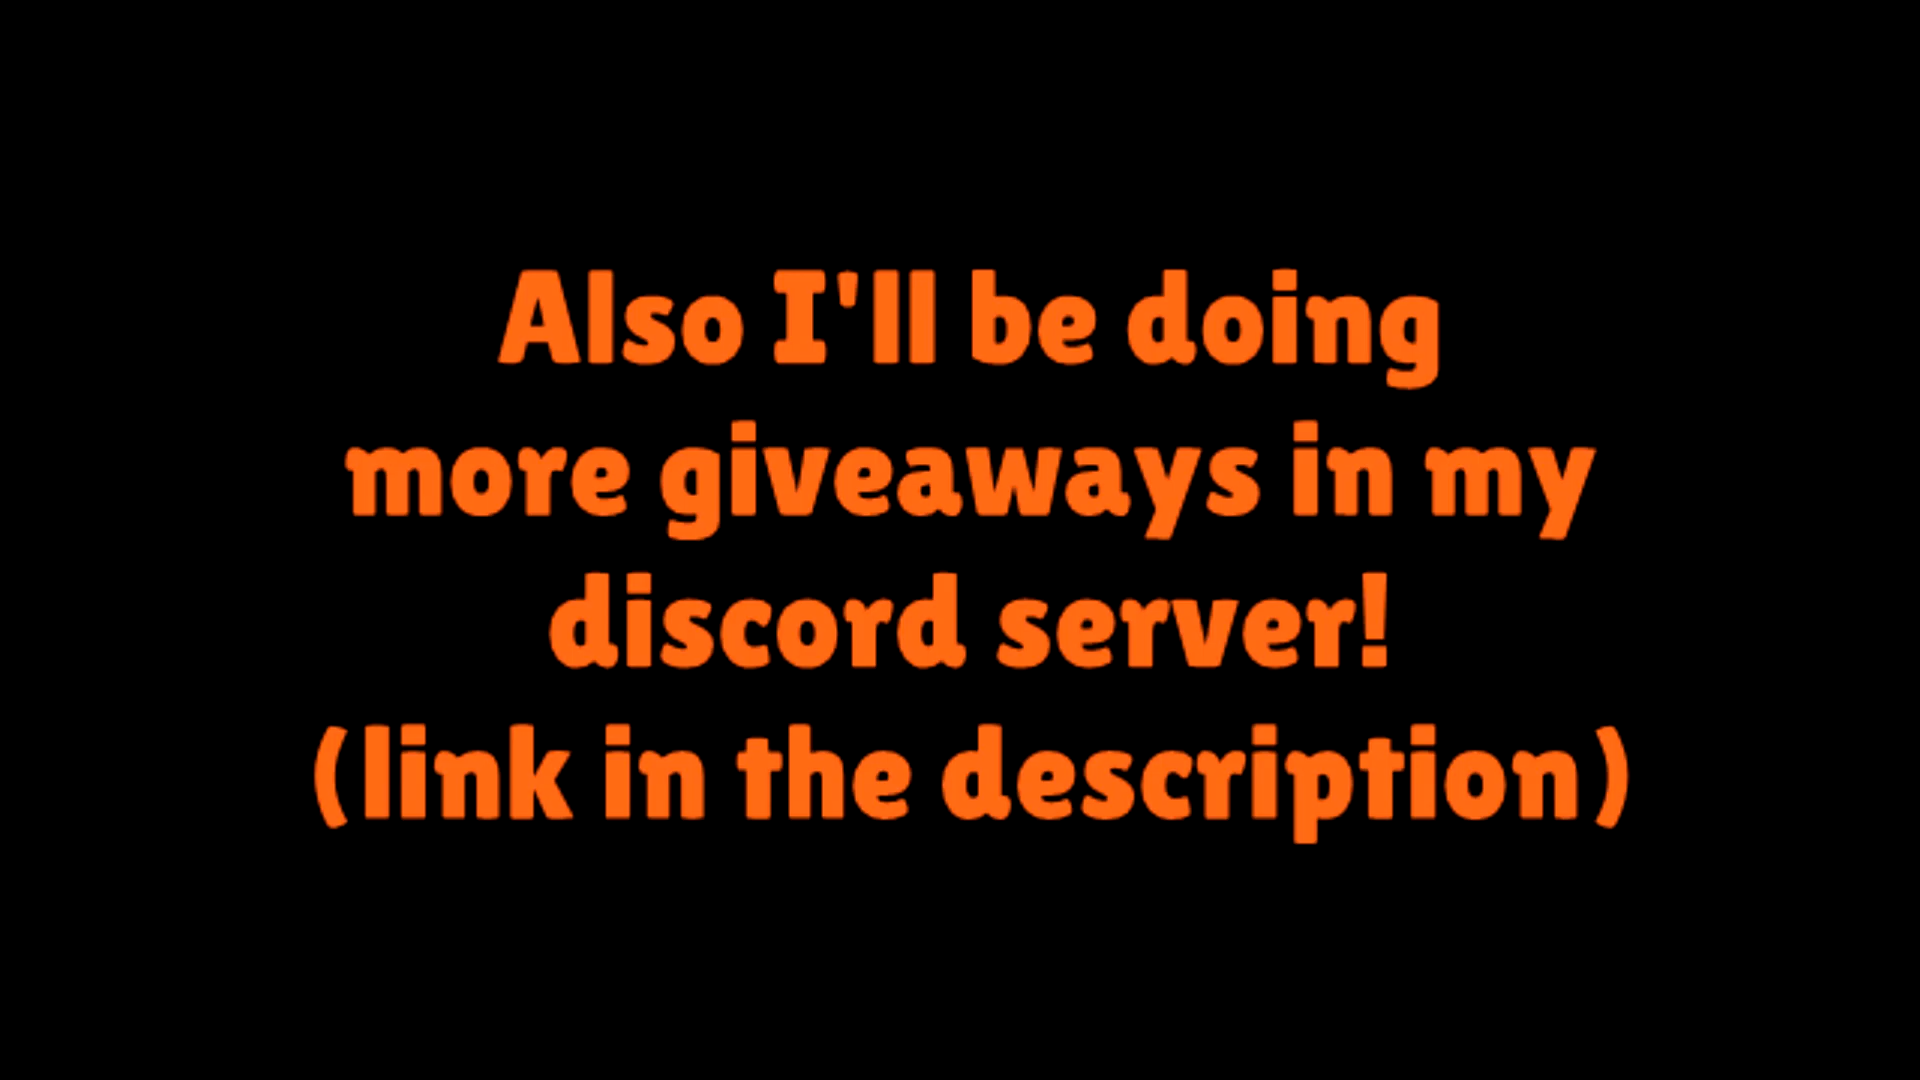 Also I'll be doing
more giveaways in my
discord server!
(link in the description)